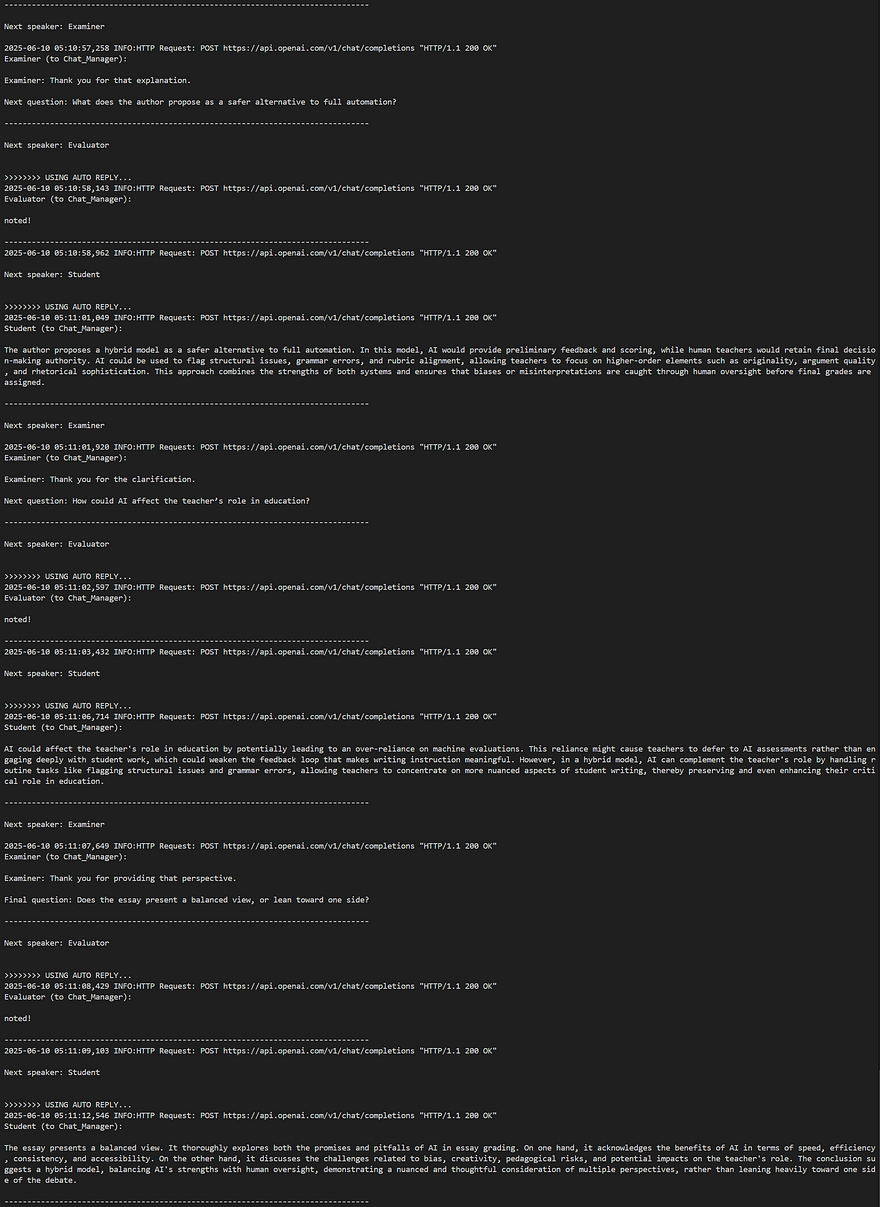 --------------------------------------------------------------------------------
Next speaker: Examiner
2025-06-10 05:10:57,258 INFO:HTTP Request: POST https://api.openai.com/v1/chat/completions "HTTP/1.1 200 OK"
Examiner (to Chat_Manager):
Examiner: Thank you for that explanation.
Next question: What does the author propose as a safer alternative to full automation?
--------------------------------------------------------------------------------
Next speaker: Evaluator
>>>>>>>> USING AUTO REPLY...
2025-06-10 05:10:58,143 INFO:HTTP Request: POST https://api.openai.com/v1/chat/completions "HTTP/1.1 200 OK"
Evaluator (to Chat_Manager):
noted!
--------------------------------------------------------------------------------
2025-06-10 05:10:58,962 INFO:HTTP Request: POST https://api.openai.com/v1/chat/completions "HTTP/1.1 200 OK"
Next speaker: Student
>>>>>>>> USING AUTO REPLY...
2025-06-10 05:11:01,049 INFO:HTTP Request: POST https://api.openai.com/v1/chat/completions "HTTP/1.1 200 OK"
Student (to Chat_Manager):
The author proposes a hybrid model as a safer alternative to full automation. In this model, AI would provide preliminary feedback and scoring, while human teachers would retain final decisio
n-making authority. AI could be used to flag structural issues, grammar errors, and rubric alignment, allowing teachers to focus on higher-order elements such as originality, argument quality
, and rhetorical sophistication. This approach combines the strengths of both systems and ensures that biases or misinterpretations are caught through human oversight before final grades are
assigned.
--------------------------------------------------------------------------------
Next speaker: Examiner
2025-06-10 05:11:01,920 INFO:HTTP Request: POST https://api.openai.com/v1/chat/completions "HTTP/1.1 200 OK"
Examiner (to Chat_Manager):
Examiner: Thank you for the clarification.
Next question: How could AI affect the teacher’s role in education?
--------------------------------------------------------------------------------
Next speaker: Evaluator
>>>>>>>> USING AUTO REPLY...
2025-06-10 05:11:02,597 INFO:HTTP Request: POST https://api.openai.com/v1/chat/completions "HTTP/1.1 200 OK"
Evaluator (to Chat_Manager):
noted!
--------------------------------------------------------------------------------
2025-06-10 05:11:03,432 INFO:HTTP Request: POST https://api.openai.com/v1/chat/completions "HTTP/1.1 200 OK"
Next speaker: Student
>>>>>>>> USING AUTO REPLY...
2025-06-10 05:11:06,714 INFO:HTTP Request: POST https://api.openai.com/v1/chat/completions "HTTP/1.1 200 OK"
Student (to Chat_Manager):
AI could affect the teacher's role in education by potentially leading to an over-reliance on machine evaluations. This reliance might cause teachers to defer to AI assessments rather than en
gaging deeply with student work, which could weaken the feedback loop that makes writing instruction meaningful. However, in a hybrid model, AI can complement the teacher's role by handling r
outine tasks like flagging structural issues and grammar errors, allowing teachers to concentrate on more nuanced aspects of student writing, thereby preserving and even enhancing their criti
cal role in education.
--------------------------------------------------------------------------------
Next speaker: Examiner
2025-06-10 05:11:07,649 INFO:HTTP Request: POST https://api.openai.com/v1/chat/completions "HTTP/1.1 200 OK"
Examiner (to Chat_Manager):
Examiner: Thank you for providing that perspective.
Final question: Does the essay present a balanced view, or lean toward one side?
--------------------------------------------------------------------------------
Next speaker: Evaluator
>>>>>>>> USING AUTO REPLY...
2025-06-10 05:11:08,429 INFO:HTTP Request: POST https://api.openai.com/v1/chat/completions "HTTP/1.1 200 OK"
Evaluator (to Chat_Manager):
noted!
--------------------------------------------------------------------------------
2025-06-10 05:11:09,103 INFO:HTTP Request: POST https://api.openai.com/v1/chat/completions "HTTP/1.1 200 OK"
Next speaker: Student
>>>>>>>> USING AUTO REPLY...
2025-06-10 05:11:12,546 INFO:HTTP Request: POST https://api.openai.com/v1/chat/completions "HTTP/1.1 200 OK"
Student (to Chat_Manager):
The essay presents a balanced view. It thoroughly explores both the promises and pitfalls of AI in essay grading. On one hand, it acknowledges the benefits of AI in terms of speed, efficiency
, consistency, and accessibility. On the other hand, it discusses the challenges related to bias, creativity, pedagogical risks, and potential impacts on the teacher's role. The conclusion su
ggests a hybrid model, balancing AI's strengths with human oversight, demonstrating a nuanced and thoughtful consideration of multiple perspectives, rather than leaning heavily toward one sid
e of the debate.
--------------------------------------------------------------------------------